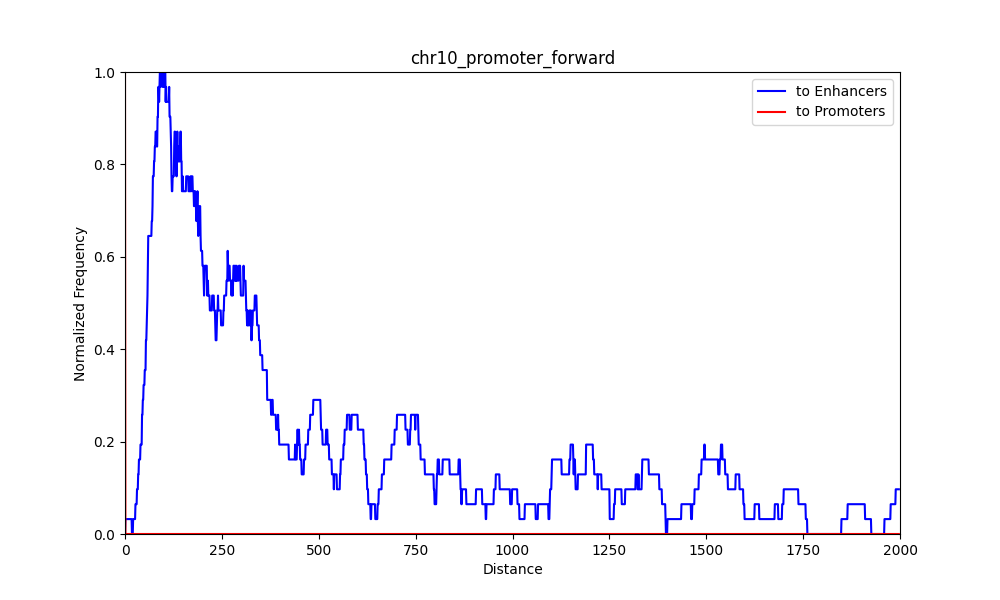 chr10_promoter_forward
to Enhancers
to Promoters
Normalized Frequency
1.0
0.8
0.6
0.4
0.2
0.0
0 250 500 750 1000 1250 1500 1750 2000
Distance